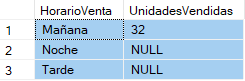 HorarioVenta UnidadesVendidas
1 Mañana 32
2 Noche NULL
3 Tarde NULL